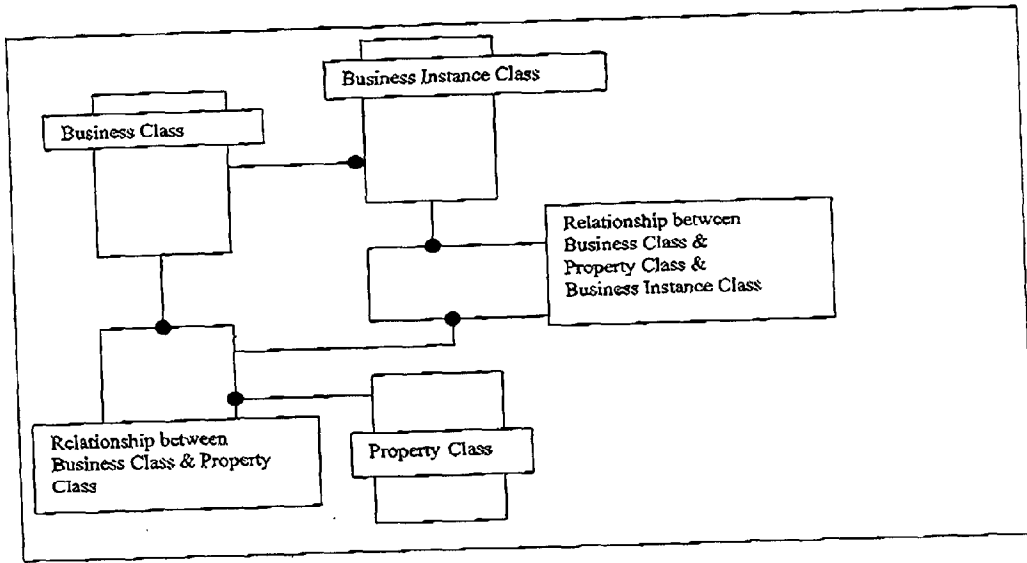 Business Instance Class
Business Class
Relationship between
Business Class &
Property Class &
Business Instance Class
Relationship between
Business Class & Property
Class
Property Class